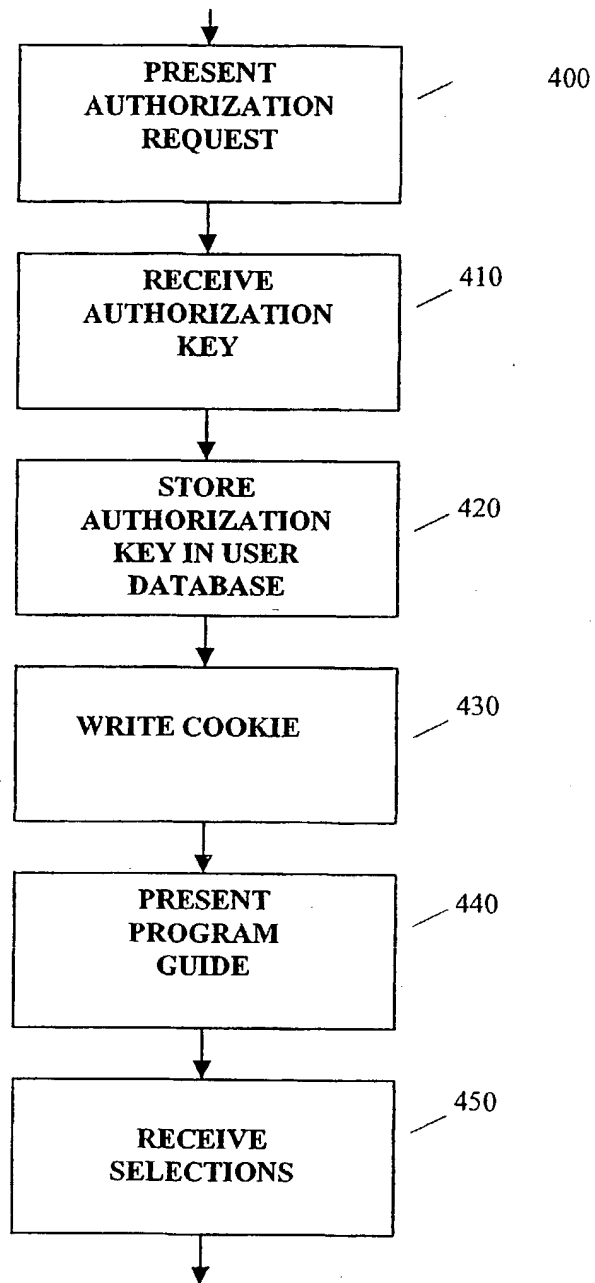 PRESENT
AUTHORIZATION
REQUEST
400
RECEIVE
AUTHORIZATION
KEY
410
STORE
AUTHORIZATION
KEY IN USER
DATABASE
420
WRITE COOKIE
430
PRESENT
PROGRAM
GUIDE
440
RECEIVE
SELECTIONS
450